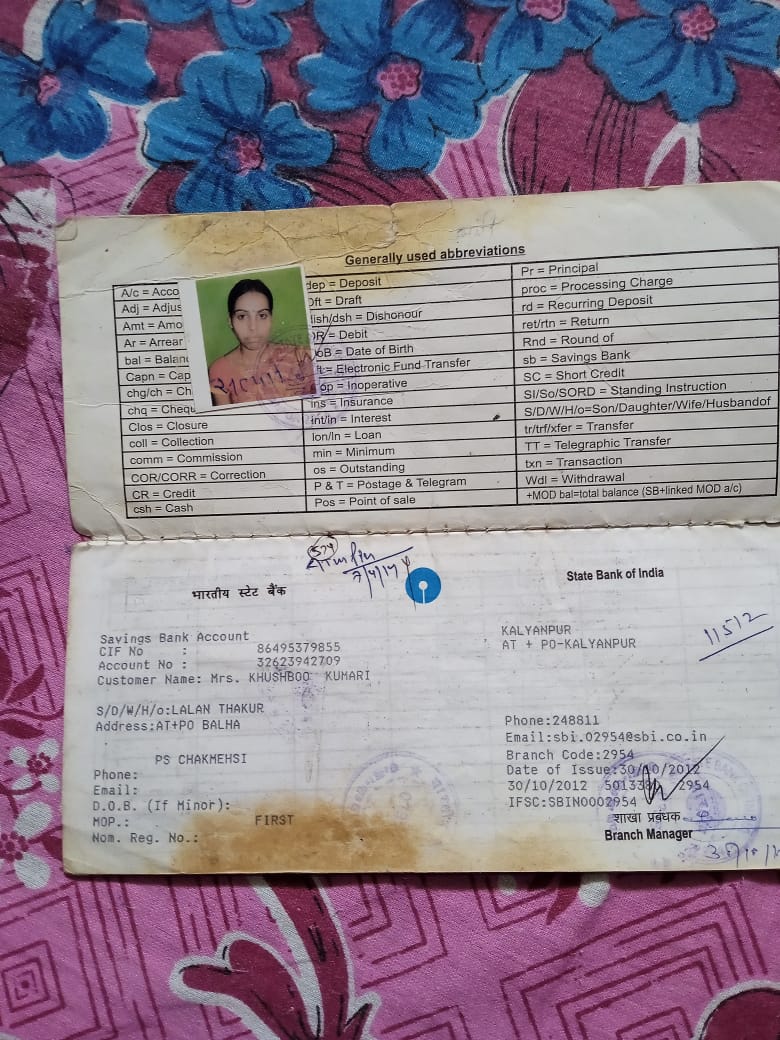 Generally used abbreviations
A/c = Acco
Adj = Adjus
Amt = Amo
Ar = Arrear
bal = Balanc
Capn = Cap
chg/ch = Ch
chq = Chequ
Clos = Closure
coll = Collection
comm = Commission
COR/CORR = Correction
CR = Credit
csh = Cash
dep = Deposit
Dft = Draft
dish/dsh = Dishonour
DR = Debit
DoB = Date of Birth
ft = Electronic Fund Transfer
op = Inoperative
ins = Insurance
int/in = Interest
lon/ln = Loan
min = Minimum
os = Outstanding
P & T = Postage & Telegram
Pos = Point of sale
Pr = Principal
proc = Processing Charge
rd = Recurring Deposit
ret/rtn = Return
Rnd = Round of
sb = Savings Bank
SC = Short Credit
SI/So/SORD = Standing Instruction
S/D/W/H/o=Son/Daughter/Wife/Husbandof
tr/trf/xfer = Transfer
TT = Telegraphic Transfer
txn = Transaction
Wdl = Withdrawal
+MOD bal=total balance (SB+linked MOD a/c)
भारतीय स्टेट बैंक
State Bank of India
Savings Bank Account
CIF No : 86495379855
Account No : 32623942709
Customer Name: Mrs. KHUSHBOO KUMARI
S/D/W/H/o:LALAN THAKUR
Address:AT+PO BALHA
PS CHAKMEHSI
Phone:
Email:
D.O.B. (If Minor):
MOP.: FIRST
Nom. Reg. No.:
KALYANPUR
AT + PO-KALYANPUR
11512
Phone:248811
Email:sbi.02954@sbi.co.in
Branch Code:2954
Date of Issue:30/10/2012
30/10/2012 2954
IFSC:SBIN0002954
शाखा प्रबंधक
Branch Manager